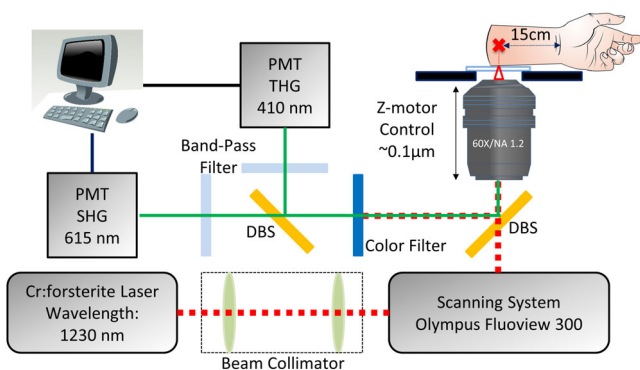 15cm
PMT
THG
410 nm
Z-motor
Control
~0.1μm
60X/NA 1.2
Band-Pass
Filter
PMT
SHG
615 nm
DBS
Color Filter
DBS
Cr:forsterite Laser
Wavelength:
1230 nm
Scanning System
Olympus Fluoview 300
Beam Collimator